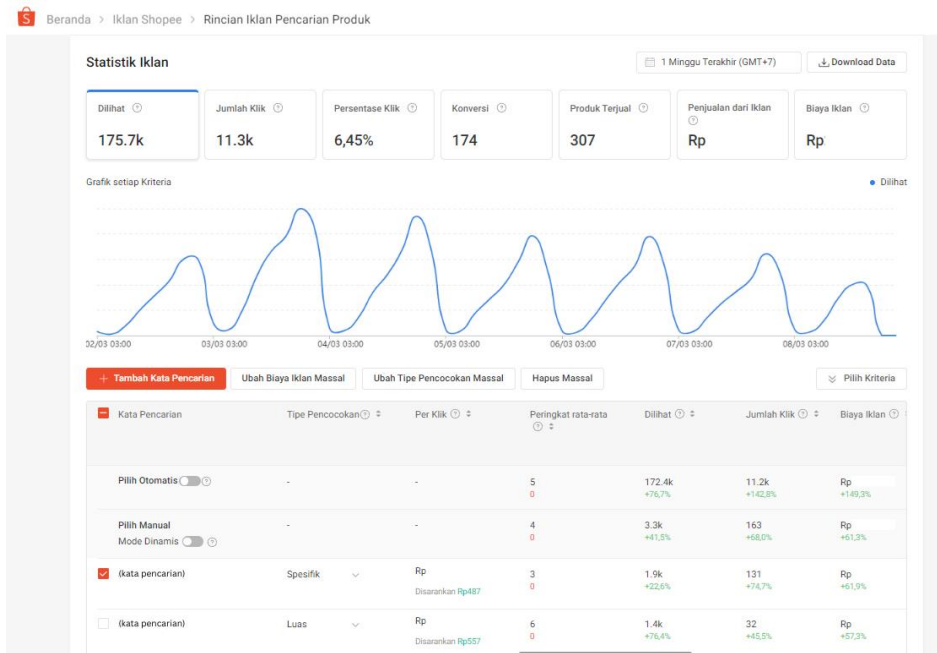 Beranda > Iklan Shopee > Rincian Iklan Pencarian Produk
Statistik Iklan
1 Minggu Terakhir (GMT+7)
Download Data
Dilihat
175.7k
Jumlah Klik
11.3k
Persentase Klik
6,45%
Konversi
174
Produk Terjual
307
Penjualan dari Iklan
Rp
Biaya Iklan
Rp
Grafik setiap Kriteria
Dilihat
02/03 03:00 03/03 03:00 04/03 03:00 05/03 03:00 06/03 03:00 07/03 03:00 08/03 03:00
+ Tambah Kata Pencarian
Ubah Biaya Iklan Massal
Ubah Tipe Pencocokan Massal
Hapus Massal
Pilih Kriteria
Kata Pencarian Tipe Pencocokan Per Klik Peringkat rata-rata Dilihat Jumlah Klik Biaya Iklan
Pilih Otomatis - - 5 172.4k 11.2k Rp
0 +76,7% +142,8% +149,3%
Pilih Manual - - 4 3.3k 163 Rp
Mode Dinamis 0 +41,5% +68,0% +61,3%
(kata pencarian) Spesifik Rp 3 1.9k 131 Rp
Disarankan Rp487 0 +22,6% +74,7% +61,9%
(kata pencarian) Luas Rp 6 1.4k 32 Rp
Disarankan Rp557 0 +76,4% +45,5% +57,3%